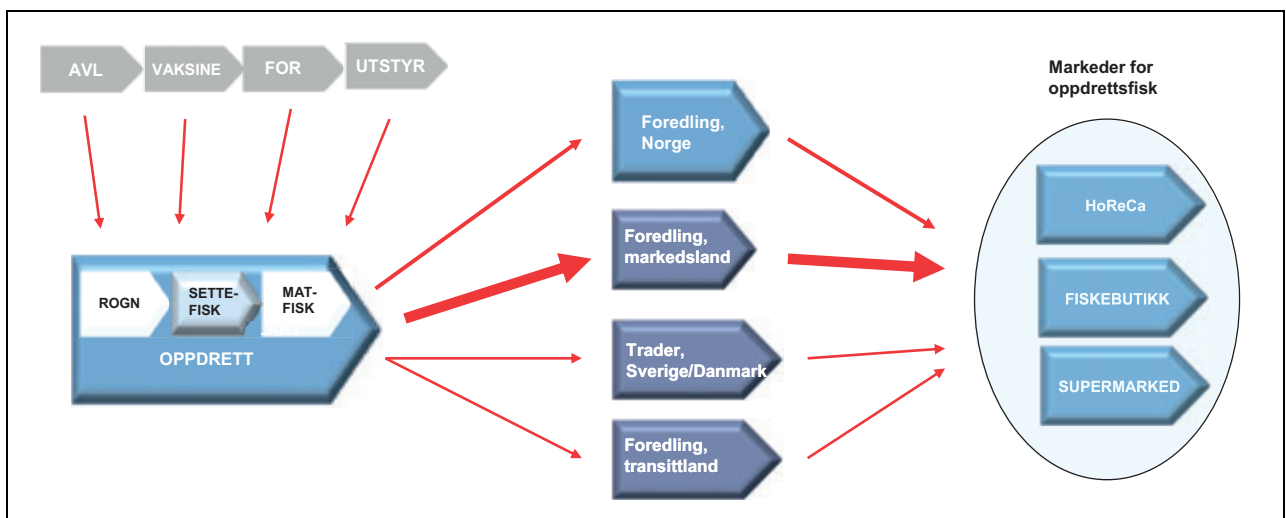 AVL
VAKSINE
FOR
UTSTYR
ROGN
SETTE-
FISK
MAT-
FISK
OPPDRETT
Foredling,
Norge
Foredling,
markedsland
Trader,
Sverige/Danmark
Foredling,
transittland
Markeder for
oppdrettsfisk
HoReCa
FISKEBUTIKK
SUPERMARKED